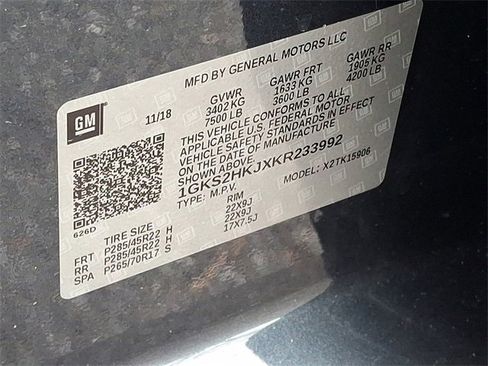 MFD BY GENERAL MOTORS LLC
GM
11/18
GVWR GAWR FRT GAWR RR
3402 KG 1633 KG 1905 KG
7500 LB 3600 LB 4200 LB
THIS VEHICLE CONFORMS TO ALL
APPLICABLE U.S. FEDERAL MOTOR
VEHICLE SAFETY STANDARDS IN EFFECT
ON THE DATE OF MANUFACTURE
SHOWN ABOVE.
1GKS2HKJXKR233992
TYPE: M.P.V. MODEL: X2TK15906
626D
TIRE SIZE RIM
FRT P285/45R22 H 22X9J
RR P285/45R22 H 22X9J
SPA P265/70R17 S 17X7.5J